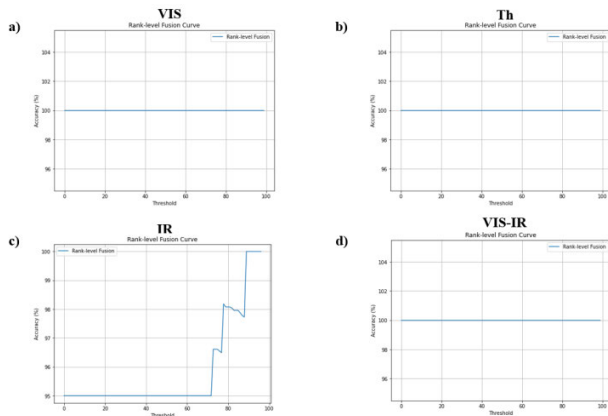 VIS
a)
Rank-level Fusion Curve
Rank-level Fusion
104
102
100
98
96
Accuracy (%)
0 20 40 60 80 100
Threshold
Th
b)
Rank-level Fusion Curve
Rank-level Fusion
104
102
100
98
96
Accuracy (%)
0 20 40 60 80 100
Threshold
IR
c)
Rank-level Fusion Curve
Rank-level Fusion
100
99
98
97
96
95
Accuracy (%)
0 20 40 60 80 100
Threshold
VIS-IR
d)
Rank-level Fusion Curve
Rank-level Fusion
104
102
100
98
96
Accuracy (%)
0 20 40 60 80 100
Threshold